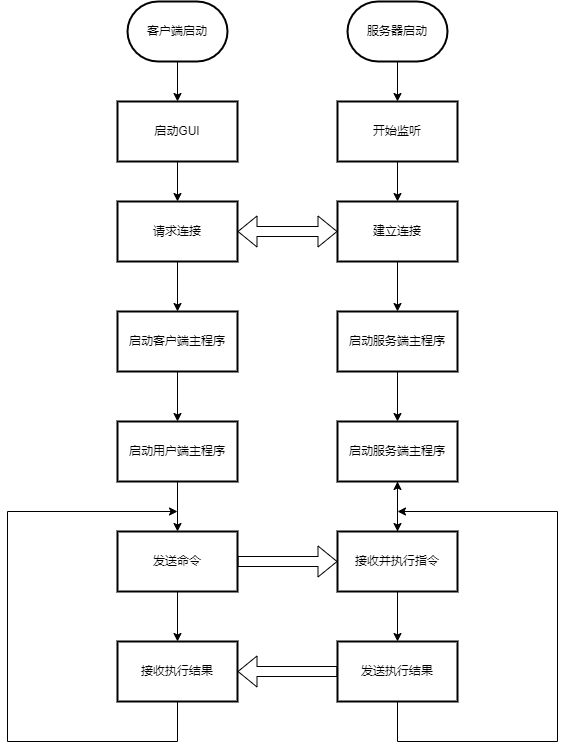 客户端启动
服务器启动
启动GUI
开始监听
请求连接
建立连接
启动客户端主程序
启动服务端主程序
启动用户端主程序
启动服务端主程序
发送命令
接收并执行指令
接收执行结果
发送执行结果